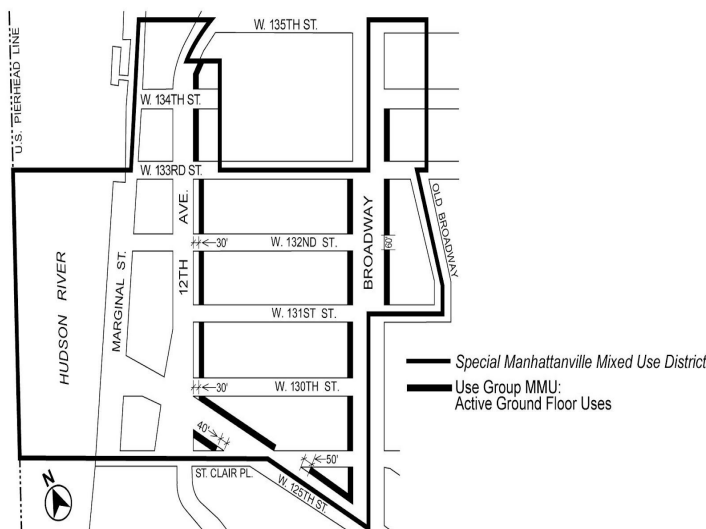 W. 135TH ST.
U.S. PIERHEAD LINE
W. 134TH ST.
W. 133RD ST.
OLD BROADWAY
AVE.
BROADWAY
30'
W. 132ND ST.
60'
HUDSON RIVER
MARGINAL ST.
12TH
W. 131ST ST.
Special Manhattanville Mixed Use District
Use Group MMU:
Active Ground Floor Uses
30'
W. 130TH ST.
40'
50'
ST. CLAIR PL.
W. 125TH ST.
N